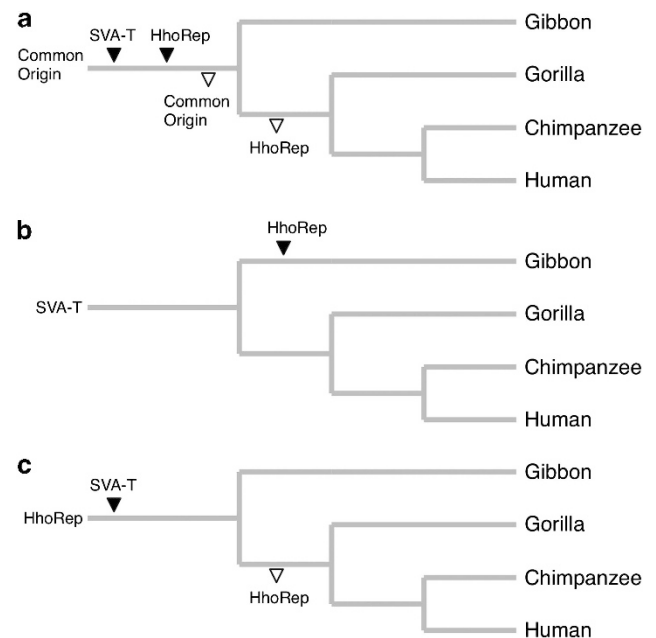 a
SVA-T HhoRep
Gibbon
Common
Origin
Gorilla
Common
Origin
HhoRep
Chimpanzee
Human
b
HhoRep
Gibbon
SVA-T
Gorilla
Chimpanzee
Human
c
SVA-T
Gibbon
HhoRep
Gorilla
HhoRep
Chimpanzee
Human